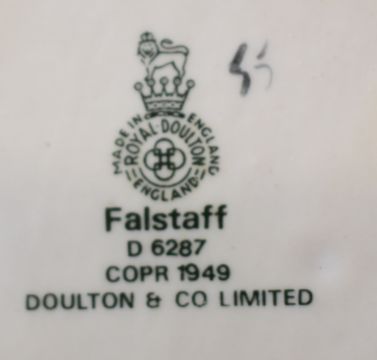 MADE IN ENGLAND
ROYAL DOULTON
ENGLAND
Falstaff
D 6287
COPR 1949
DOULTON & CO LIMITED